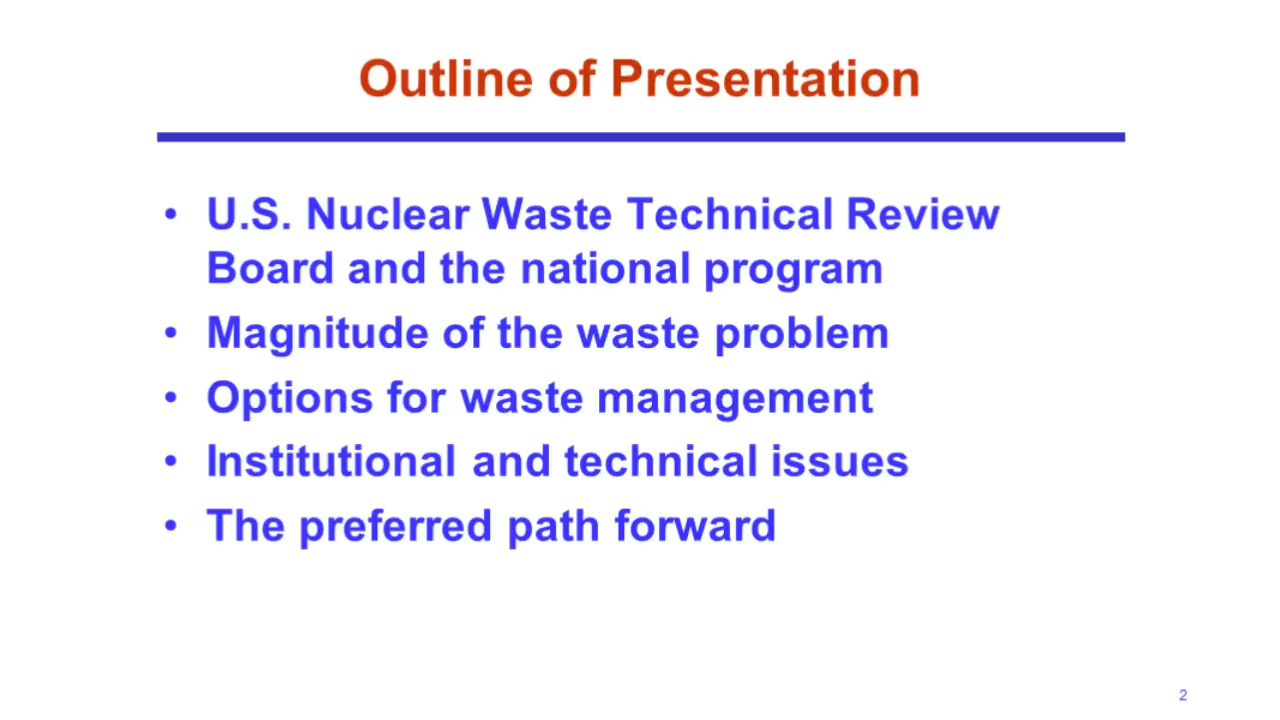 Outline of Presentation
• U.S. Nuclear Waste Technical Review
Board and the national program
• Magnitude of the waste problem
• Options for waste management
• Institutional and technical issues
• The preferred path forward
2